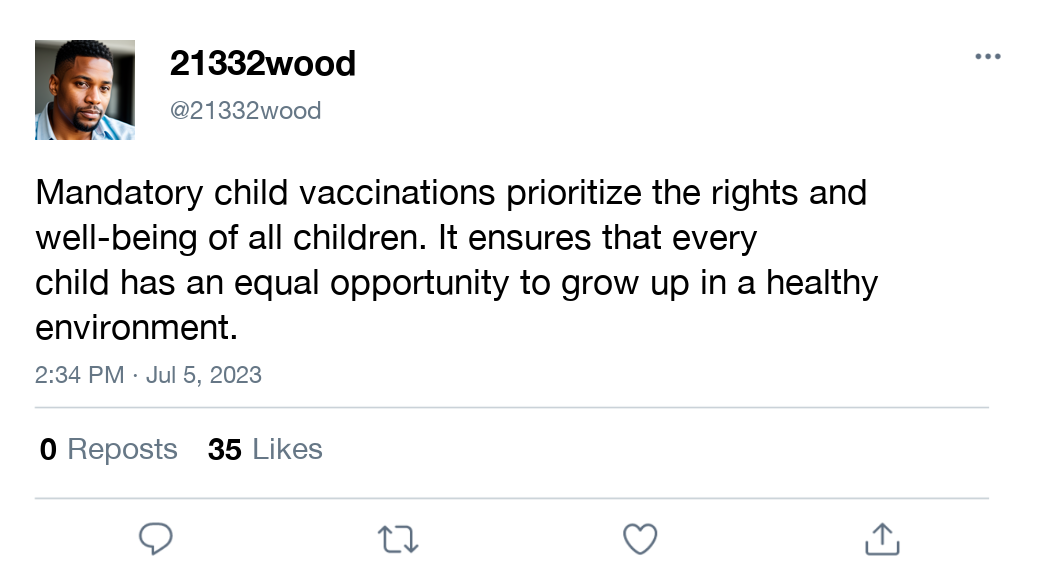 21332wood
@21332wood
Mandatory child vaccinations prioritize the rights and
well-being of all children. It ensures that every
child has an equal opportunity to grow up in a healthy
environment.
2:34 PM · Jul 5, 2023
0 Reposts 35 Likes